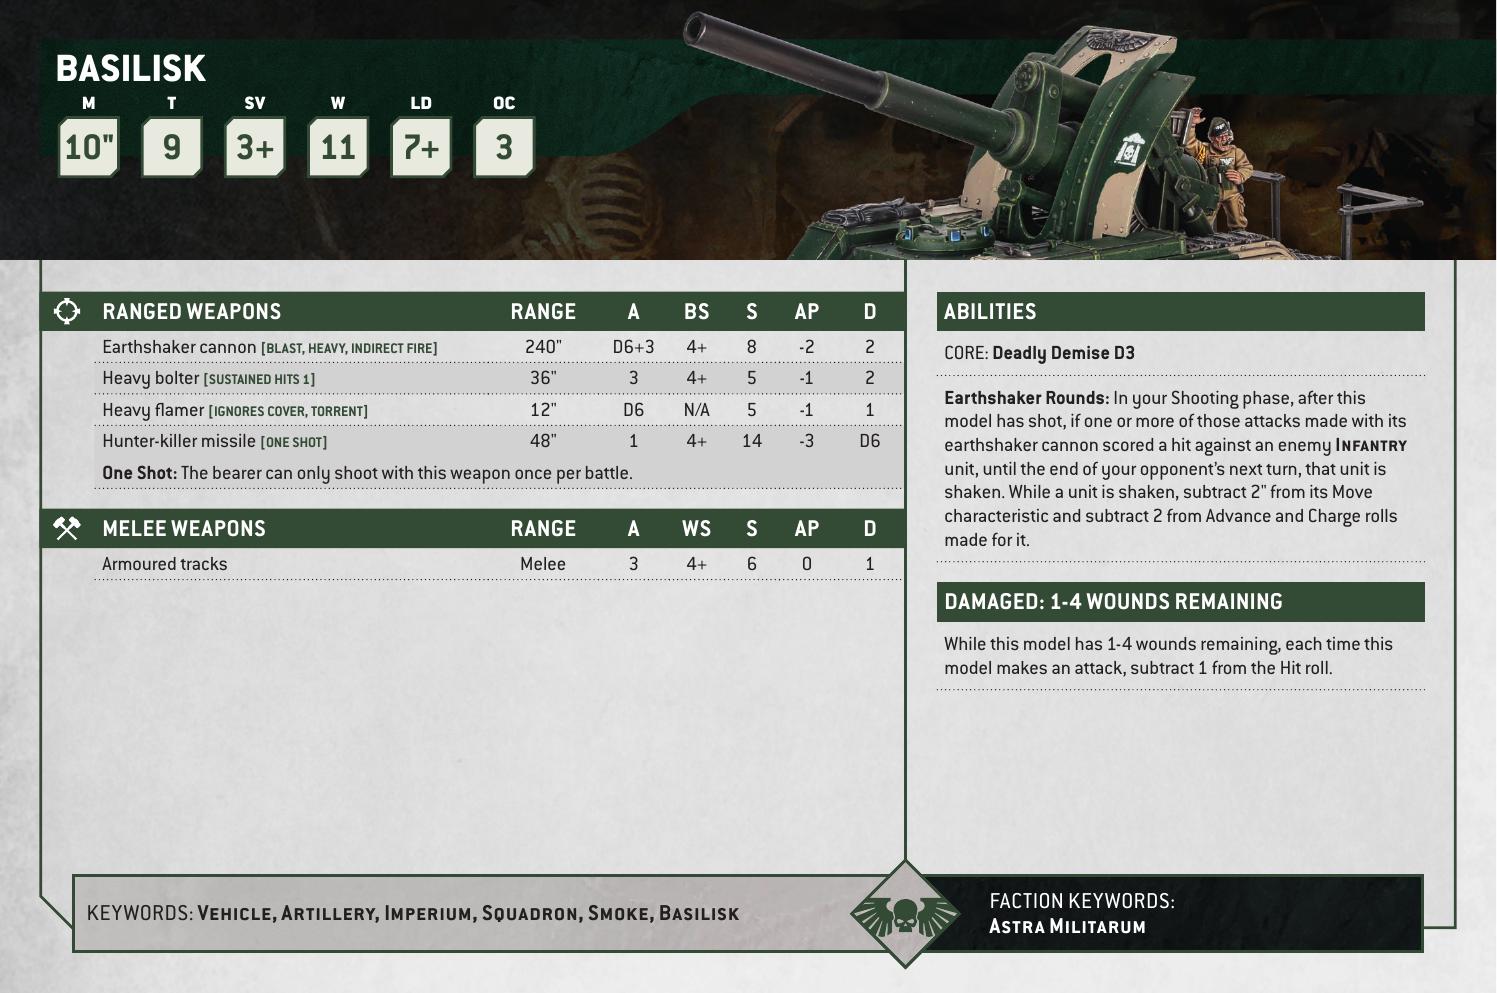 BASILISK
M T SV W LD OC
10" 9 3+ 11 7+ 3
RANGED WEAPONS RANGE A BS S AP D
Earthshaker cannon [BLAST, HEAVY, INDIRECT FIRE] 240" D6+3 4+ 8 -2 2
Heavy bolter [SUSTAINED HITS 1] 36" 3 4+ 5 -1 2
Heavy flamer [IGNORES COVER, TORRENT] 12" D6 N/A 5 -1 1
Hunter-killer missile [ONE SHOT] 48" 1 4+ 14 -3 D6
One Shot: The bearer can only shoot with this weapon once per battle.
MELEE WEAPONS RANGE A WS S AP D
Armoured tracks Melee 3 4+ 6 0 1
ABILITIES
CORE: Deadly Demise D3
Earthshaker Rounds: In your Shooting phase, after this
model has shot, if one or more of those attacks made with its
earthshaker cannon scored a hit against an enemy INFANTRY
unit, until the end of your opponent's next turn, that unit is
shaken. While a unit is shaken, subtract 2" from its Move
characteristic and subtract 2 from Advance and Charge rolls
made for it.
DAMAGED: 1-4 WOUNDS REMAINING
While this model has 1-4 wounds remaining, each time this
model makes an attack, subtract 1 from the Hit roll.
KEYWORDS: VEHICLE, ARTILLERY, IMPERIUM, SQUADRON, SMOKE, BASILISK
FACTION KEYWORDS:
ASTRA MILITARUM